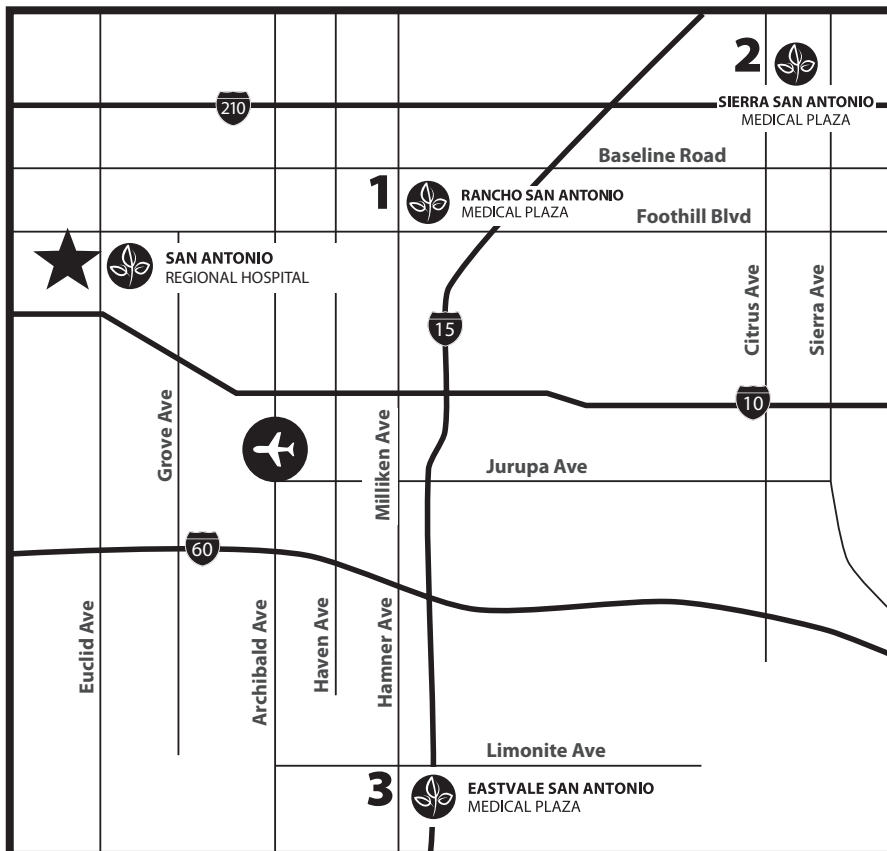 2
SIERRA SAN ANTONIO
MEDICAL PLAZA
210
Baseline Road
1
RANCHO SAN ANTONIO
MEDICAL PLAZA
Foothill Blvd
SAN ANTONIO
REGIONAL HOSPITAL
Citrus Ave
Sierra Ave
15
10
Grove Ave
Milliken Ave
Jurupa Ave
60
Euclid Ave
Archibald Ave
Haven Ave
Hamner Ave
Limonite Ave
3
EASTVALE SAN ANTONIO
MEDICAL PLAZA